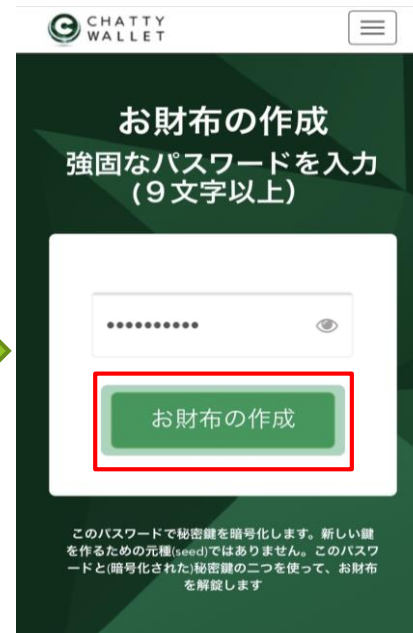 CHATTY
WALLET
お財布の作成
強固なパスワードを入力
(9文字以上)
••••••••••
お財布の作成
このパスワードで秘密鍵を暗号化します。新しい鍵
を作るための元種(seed)ではありません。このパスワ
ードと(暗号化された)秘密鍵の二つを使って、お財布
を解錠します